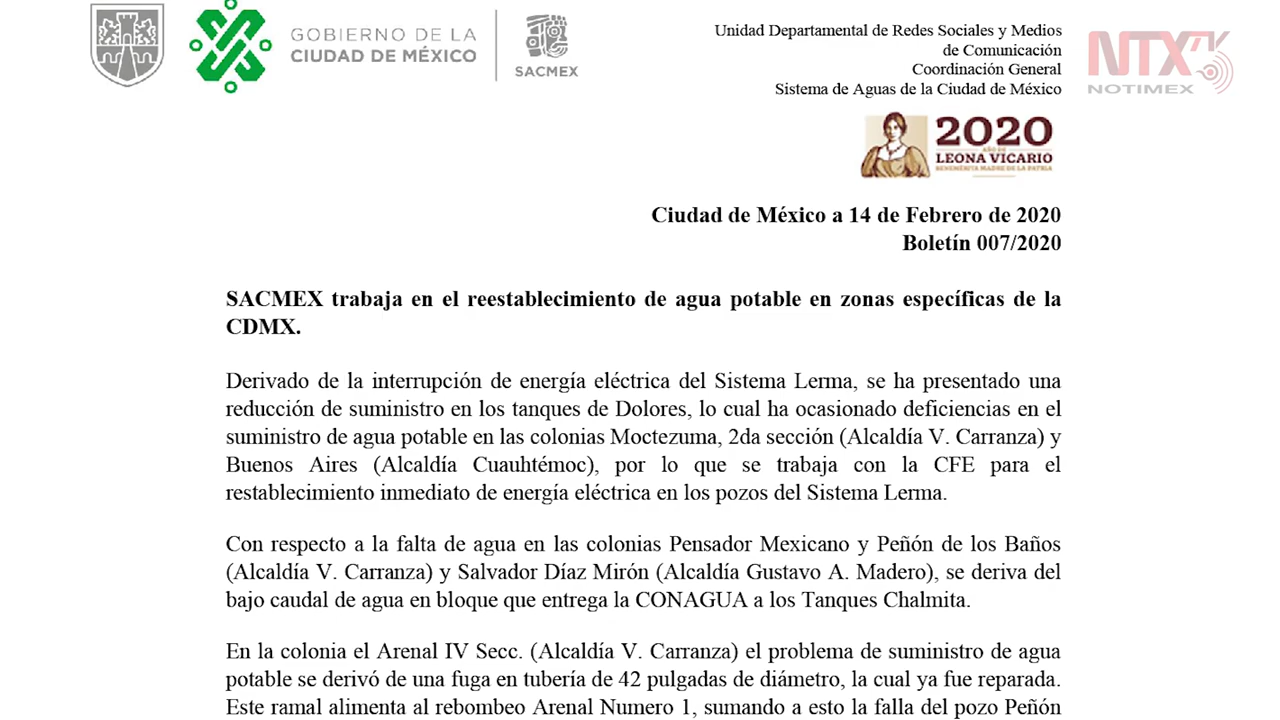 GOBIERNO DE LA
CIUDAD DE MÉXICO
SACMEX
Unidad Departamental de Redes Sociales y Medios
de Comunicación
Coordinación General
Sistema de Aguas de la Ciudad de México
NTX TV
NOTIMEX
2020
AÑO DE
LEONA VICARIO
BENEMÉRITA MADRE DE LA PATRIA
Ciudad de México a 14 de Febrero de 2020
Boletín 007/2020
SACMEX trabaja en el reestablecimiento de agua potable en zonas específicas de la
CDMX.
Derivado de la interrupción de energía eléctrica del Sistema Lerma, se ha presentado una
reducción de suministro en los tanques de Dolores, lo cual ha ocasionado deficiencias en el
suministro de agua potable en las colonias Moctezuma, 2da sección (Alcaldía V. Carranza) y
Buenos Aires (Alcaldía Cuauhtémoc), por lo que se trabaja con la CFE para el
restablecimiento inmediato de energía eléctrica en los pozos del Sistema Lerma.
Con respecto a la falta de agua en las colonias Pensador Mexicano y Peñón de los Baños
(Alcaldía V. Carranza) y Salvador Díaz Mirón (Alcaldía Gustavo A. Madero), se deriva del
bajo caudal de agua en bloque que entrega la CONAGUA a los Tanques Chalmita.
En la colonia el Arenal IV Secc. (Alcaldía V. Carranza) el problema de suministro de agua
potable se derivó de una fuga en tubería de 42 pulgadas de diámetro, la cual ya fue reparada.
Este ramal alimenta al rebombeo Arenal Numero 1, sumando a esto la falla del pozo Peñón